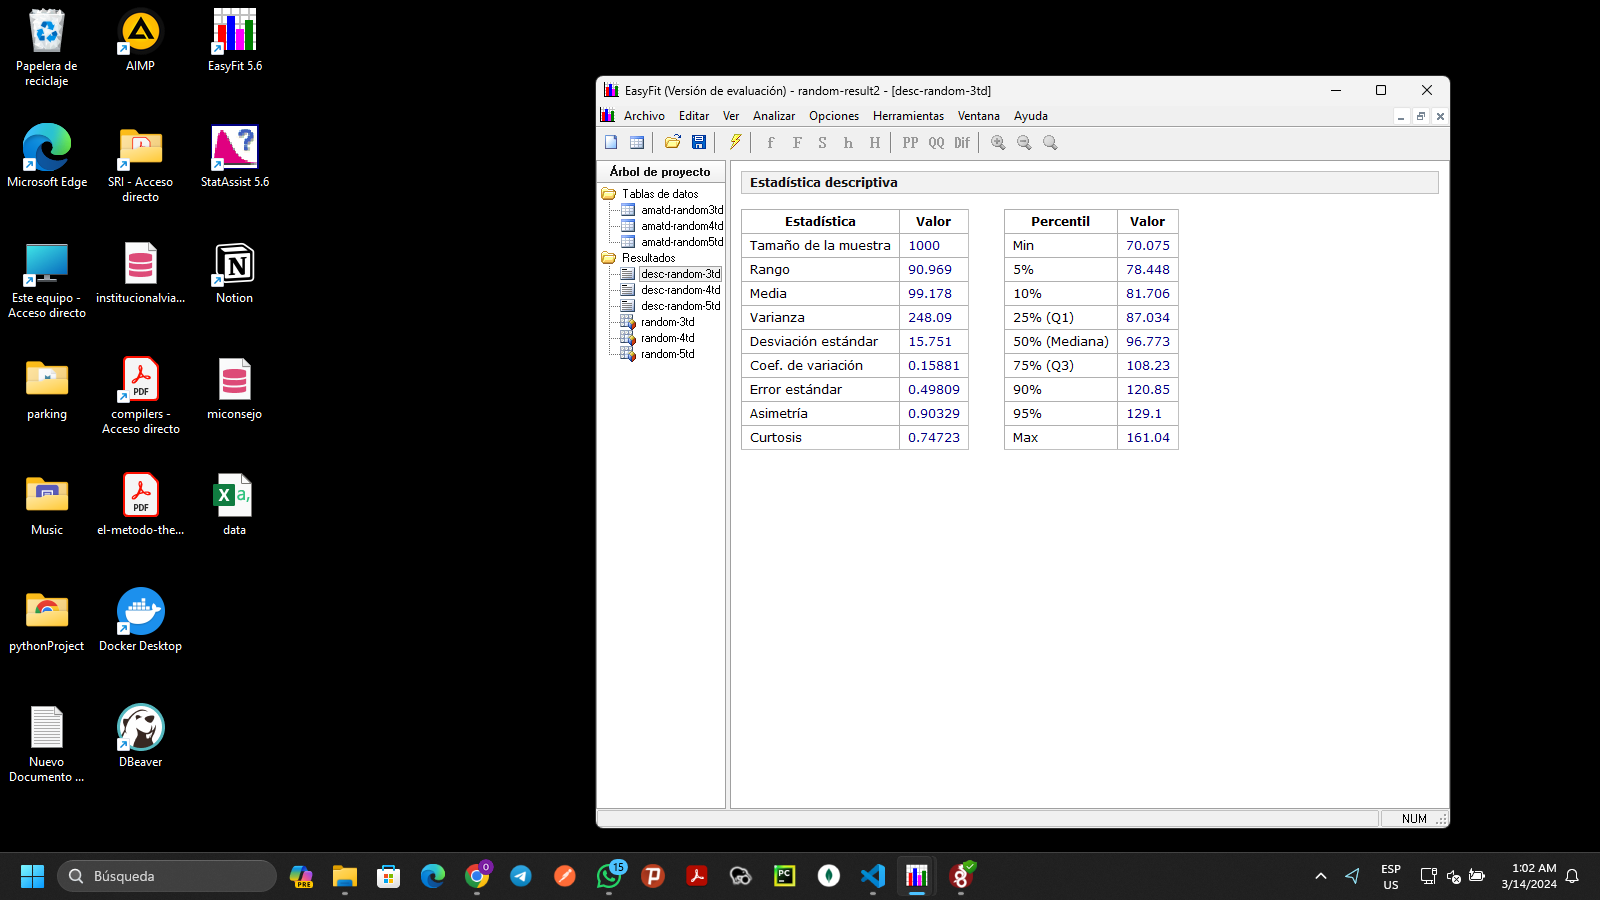 Papelera de
reciclaje
AIMP
EasyFit 5.6
Microsoft Edge
SRI - Acceso
directo
StatAssist 5.6
Este equipo -
Acceso directo
institucionalvia...
Notion
parking
compilers -
Acceso directo
miconsejo
Music
el-metodo-the...
data
pythonProject
Docker Desktop
Nuevo
Documento ...
DBeaver
EasyFit (Versión de evaluación) - random-result2 - [desc-random-3td]
Archivo Editar Ver Analizar Opciones Herramientas Ventana Ayuda
f F S h H PP QQ Dif
Árbol de proyecto
Tablas de datos
amatd-random3td
amatd-random4td
amatd-random5td
Resultados
desc-random-3td
desc-random-4td
desc-random-5td
random-3td
random-4td
random-5td
Estadística descriptiva
Estadística Valor
Tamaño de la muestra 1000
Rango 90.969
Media 99.178
Varianza 248.09
Desviación estándar 15.751
Coef. de variación 0.15881
Error estándar 0.49809
Asimetría 0.90329
Curtosis 0.74723
Percentil Valor
Min 70.075
5% 78.448
10% 81.706
25% (Q1) 87.034
50% (Mediana) 96.773
75% (Q3) 108.23
90% 120.85
95% 129.1
Max 161.04
NUM
Búsqueda
PRE
0
15
PC
ESP
US
1:02 AM
3/14/2024